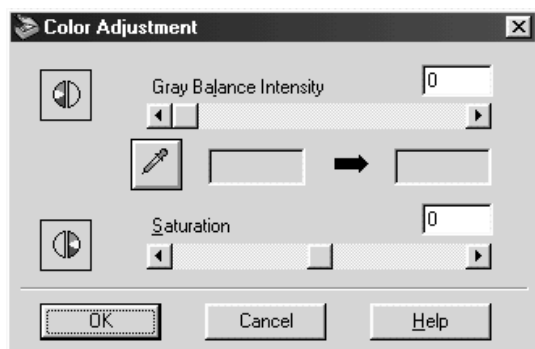 Color Adjustment
Gray Balance Intensity
0
Saturation
0
OK
Cancel
Help